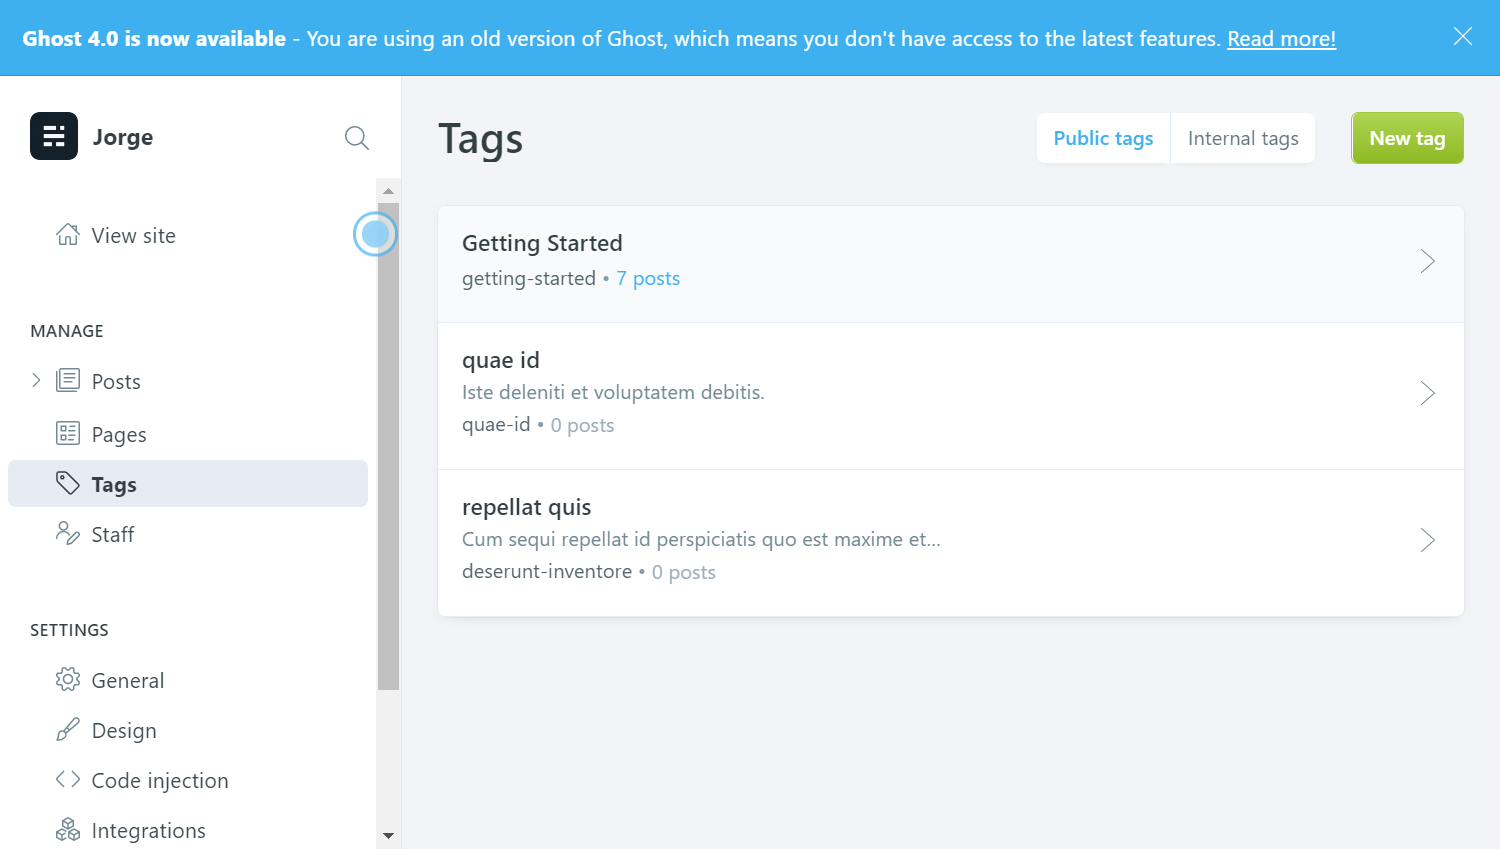 Ghost 4.0 is now available - You are using an old version of Ghost, which means you don't have access to the latest features. Read more!
Jorge
View site
MANAGE
Posts
Pages
Tags
Staff
SETTINGS
General
Design
Code injection
Integrations
Tags
Public tags
Internal tags
New tag
Getting Started
getting-started • 7 posts
quae id
Iste deleniti et voluptatem debitis.
quae-id • 0 posts
repellat quis
Cum sequi repellat id perspiciatis quo est maxime et...
deserunt-inventore • 0 posts